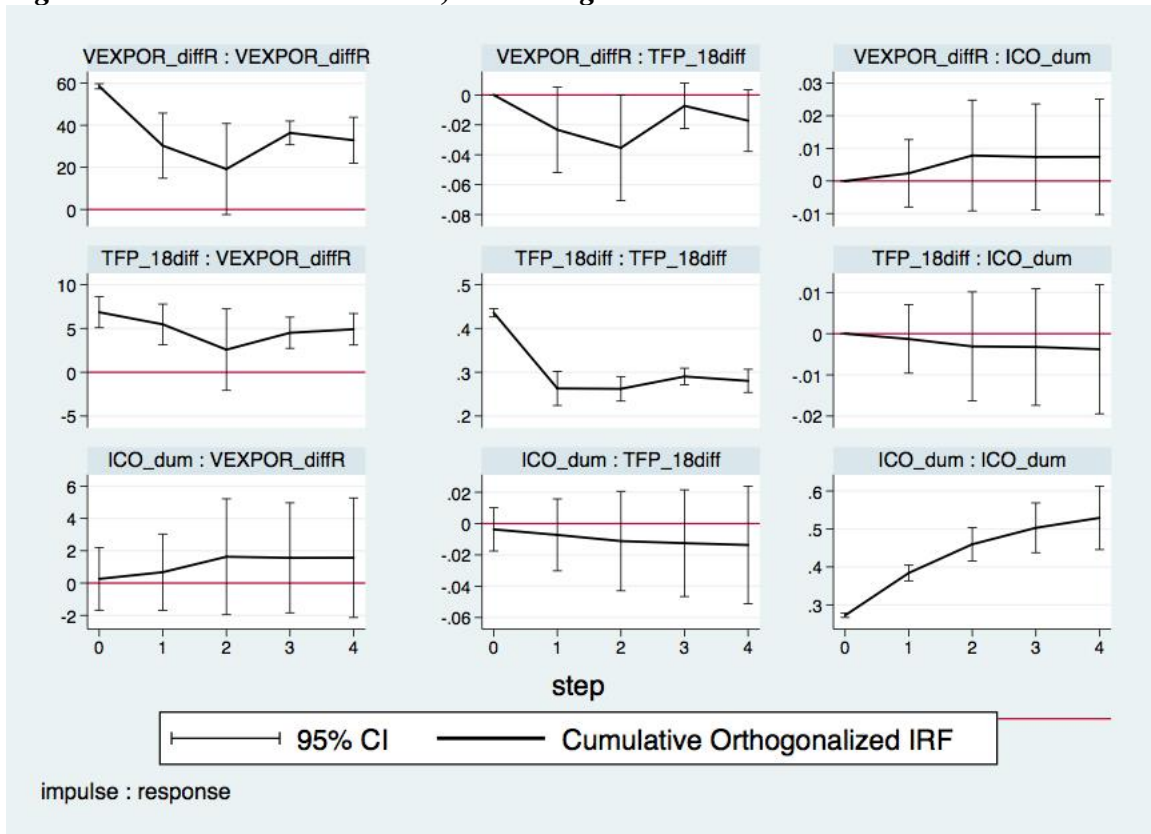 VEXPOR_diffR : VEXPOR_diffR
VEXPOR_diffR : TFP_18diff
VEXPOR_diffR : ICO_dum
60
40
20
0
0
-.02
-.04
-.06
-.08
.03
.02
.01
0
-.01
TFP_18diff : VEXPOR_diffR
TFP_18diff : TFP_18diff
TFP_18diff : ICO_dum
10
5
0
-5
.5
.4
.3
.2
.01
0
-.01
-.02
ICO_dum : VEXPOR_diffR
ICO_dum : TFP_18diff
ICO_dum : ICO_dum
6
4
2
0
-2
.02
0
-.02
-.04
-.06
.6
.5
.4
.3
0 1 2 3 4
0 1 2 3 4
0 1 2 3 4
step
95% CI
Cumulative Orthogonalized IRF
impulse : response